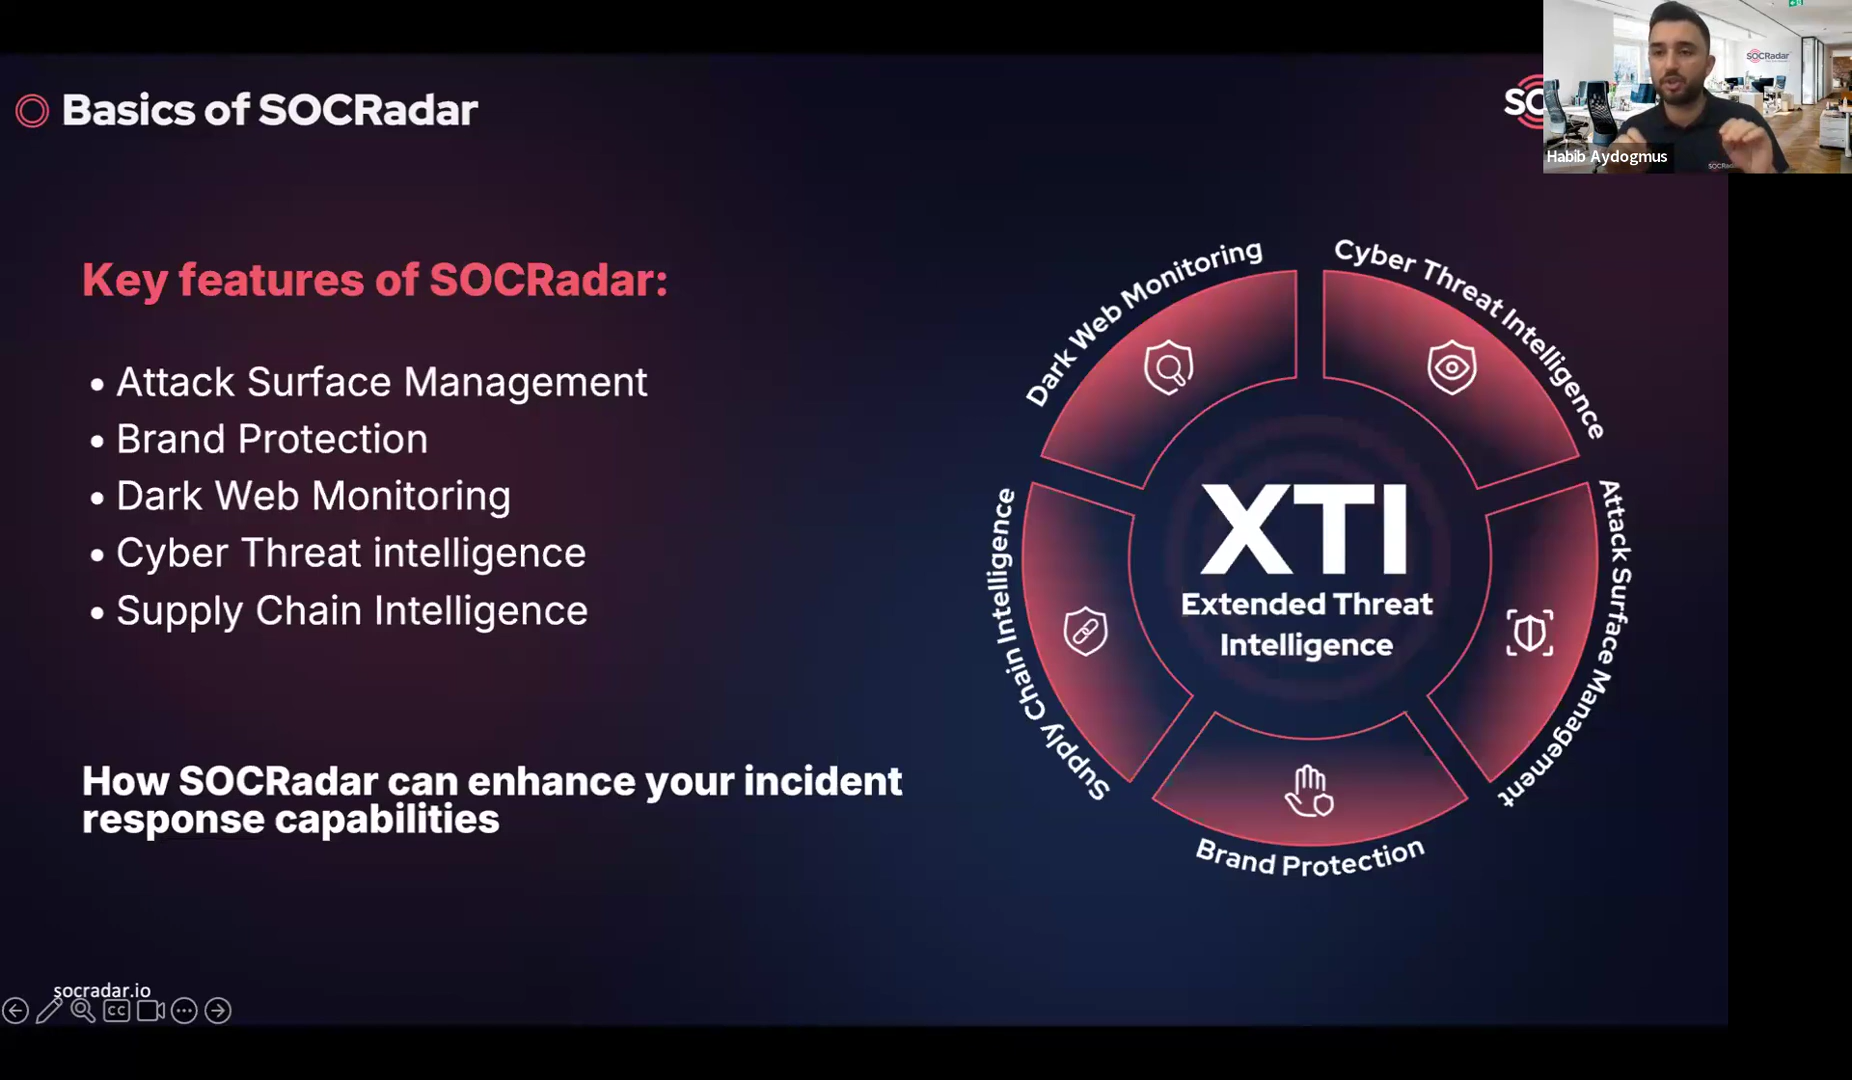 Basics of SOCRadar
SOCRadar
Habib Aydogmus
Key features of SOCRadar:
• Attack Surface Management
• Brand Protection
• Dark Web Monitoring
• Cyber Threat intelligence
• Supply Chain Intelligence
How SOCRadar can enhance your incident
response capabilities
Dark Web Monitoring
Cyber Threat Intelligence
Attack Surface Management
Brand Protection
Supply Chain Intelligence
XTI
Extended Threat
Intelligence
socradar.io
CC